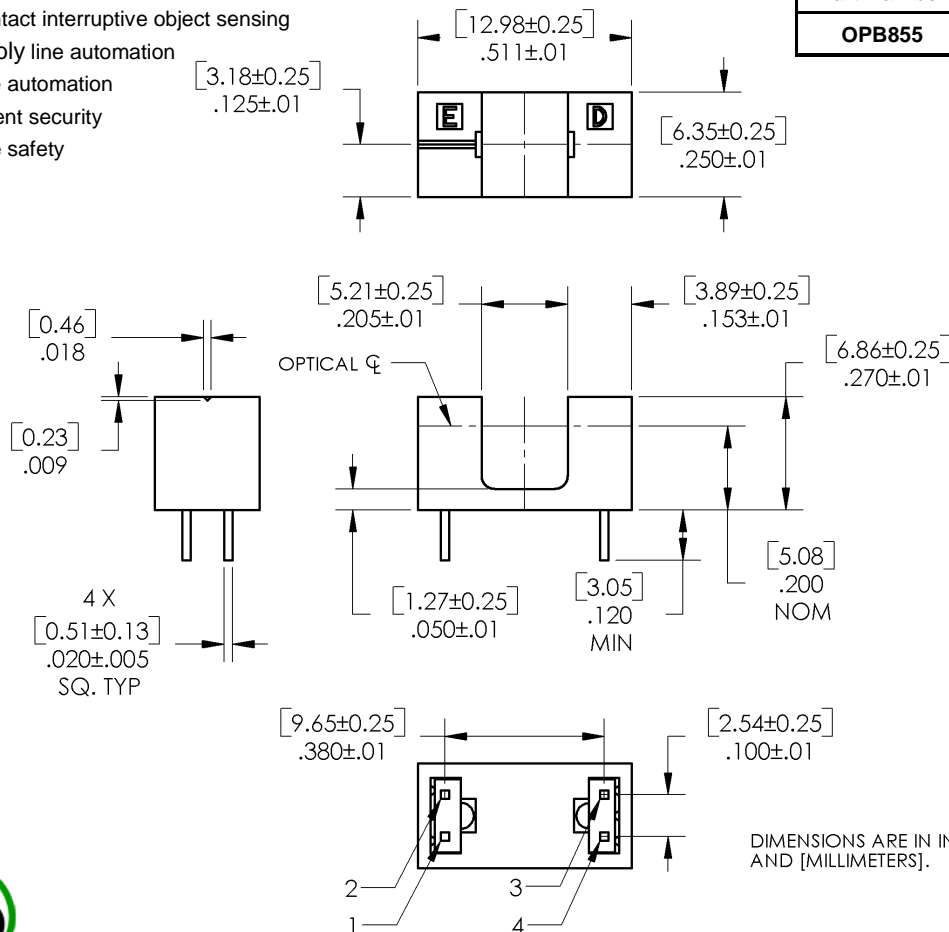 interruptive object sensing
line automation
automation
security
safety
OPB855
[12.98±0.25]
.511±.01
[3.18±0.25]
.125±.01
E
D
[6.35±0.25]
.250±.01
[5.21±0.25]
.205±.01
[3.89±0.25]
.153±.01
[0.46]
.018
OPTICAL ℄
[6.86±0.25]
.270±.01
[0.23]
.009
4 X
[0.51±0.13]
.020±.005
SQ. TYP
[1.27±0.25]
.050±.01
[3.05]
.120
MIN
[5.08]
.200
NOM
[9.65±0.25]
.380±.01
[2.54±0.25]
.100±.01
DIMENSIONS ARE IN
AND [MILLIMETERS].
2
3
1
4